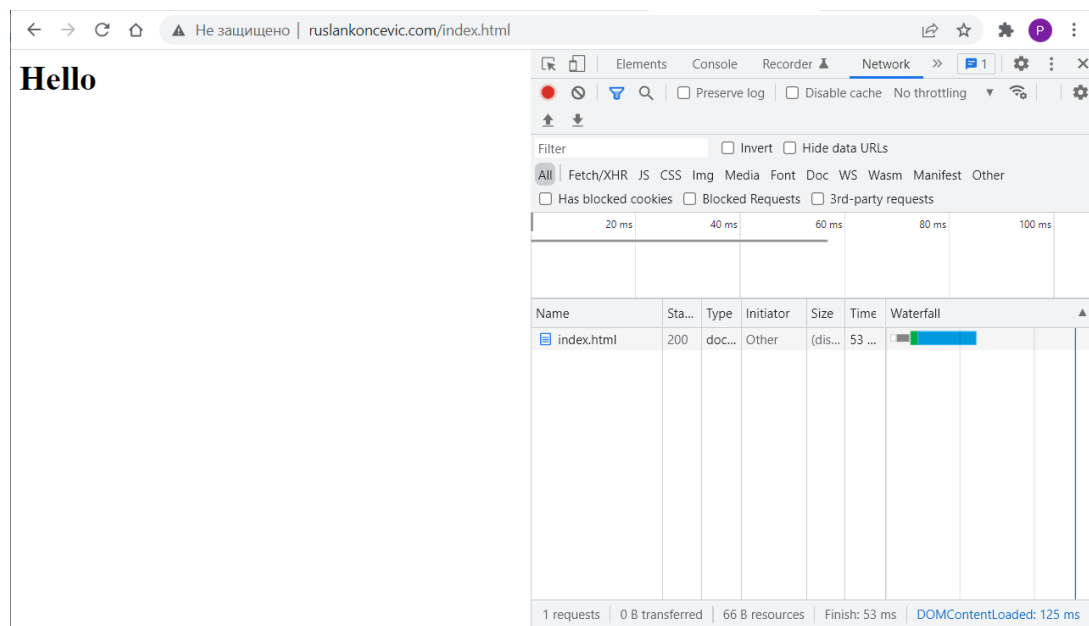 Не защищено | ruslankoncevic.com/index.html
P
Hello
Elements Console Recorder Network » 1
Preserve log Disable cache No throttling
Filter Invert Hide data URLs
All Fetch/XHR JS CSS Img Media Font Doc WS Wasm Manifest Other
Has blocked cookies Blocked Requests 3rd-party requests
20 ms 40 ms 60 ms 80 ms 100 ms
Name Sta... Type Initiator Size Time Waterfall
index.html 200 doc... Other (dis... 53 ...
1 requests 0 B transferred 66 B resources Finish: 53 ms DOMContentLoaded: 125 ms